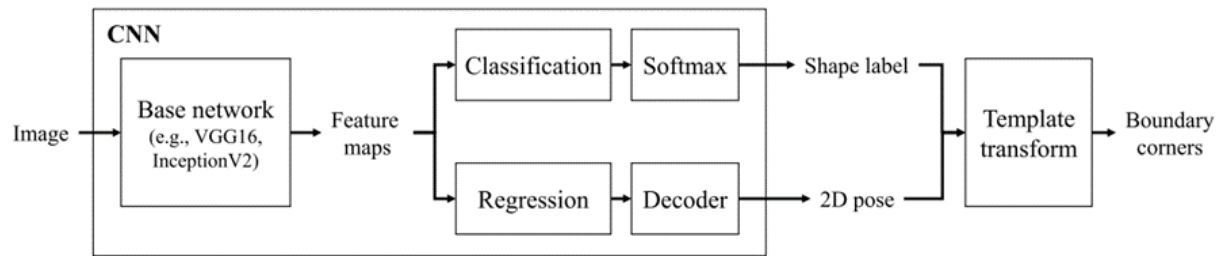 CNN
Image
Base network
(e.g., VGG16,
InceptionV2)
Feature
maps
Classification
Softmax
Shape label
Regression
Decoder
2D pose
Template
transform
Boundary
corners